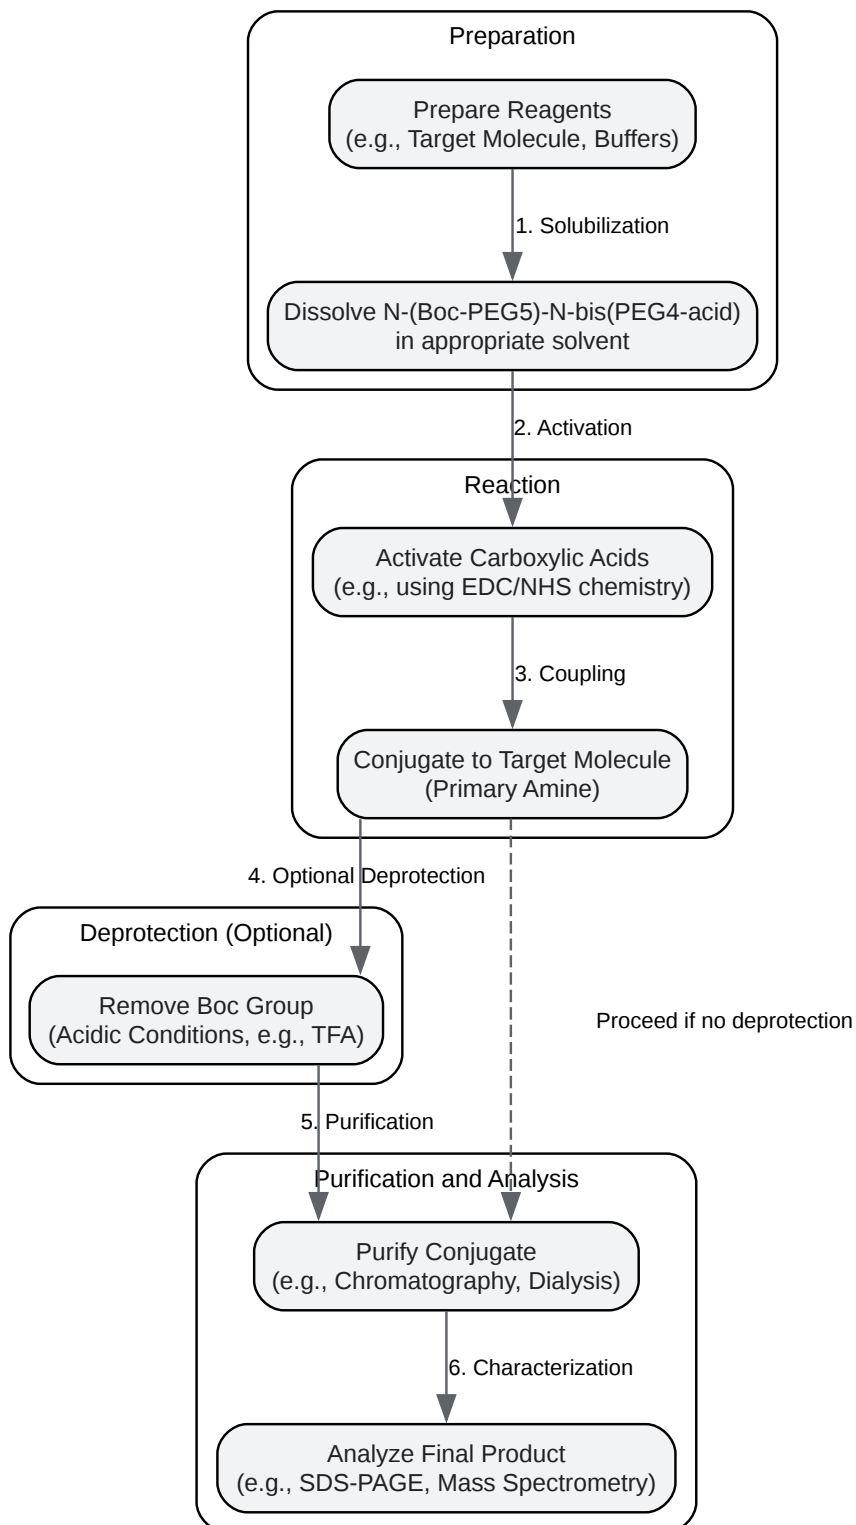 Preparation
Prepare Reagents
(e.g., Target Molecule, Buffers)
1. Solubilization
Dissolve N-(Boc-PEG5)-N-bis(PEG4-acid)
in appropriate solvent
2. Activation
Reaction
Activate Carboxylic Acids
(e.g., using EDC/NHS chemistry)
3. Coupling
Conjugate to Target Molecule
(Primary Amine)
4. Optional Deprotection
Deprotection (Optional)
Remove Boc Group
(Acidic Conditions, e.g., TFA)
Proceed if no deprotection
5. Purification
Purification and Analysis
Purify Conjugate
(e.g., Chromatography, Dialysis)
6. Characterization
Analyze Final Product
(e.g., SDS-PAGE, Mass Spectrometry)